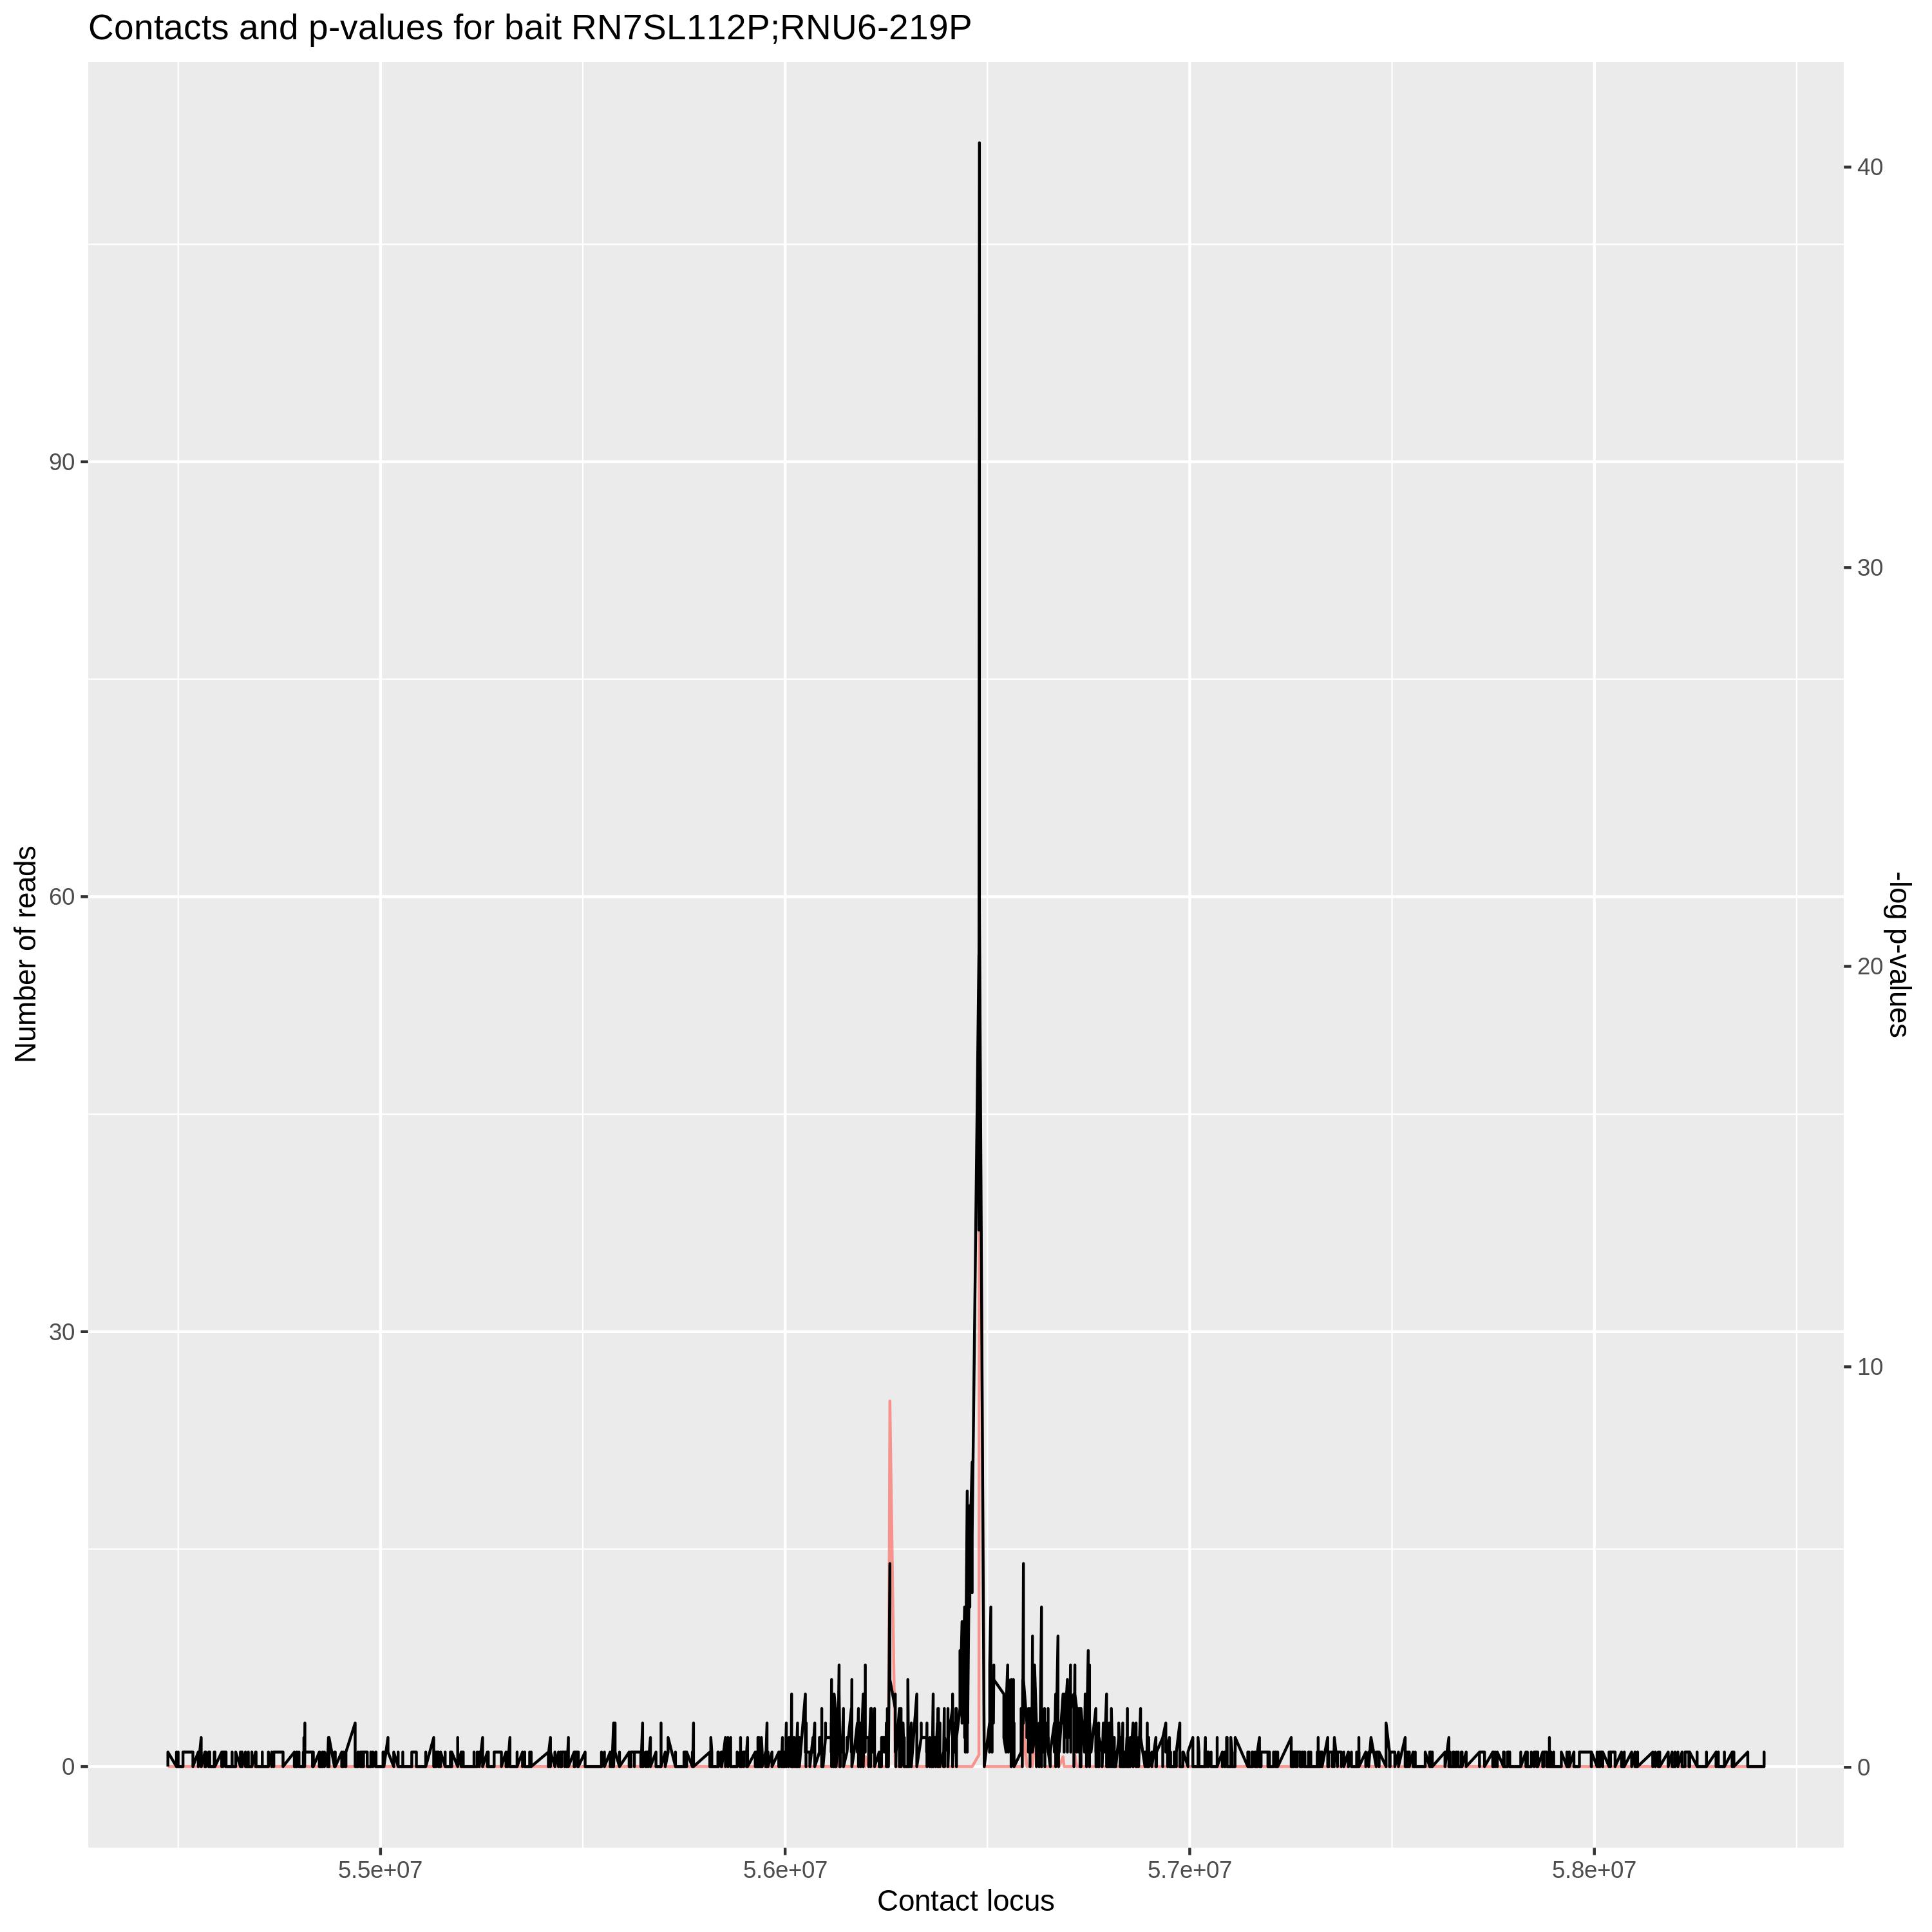 Contacts and p-values for bait RN7SL112P;RNU6-219P
Number of reads
90
60
30
0
40
30
20
10
0
-log p-values
5.5e+07
5.6e+07
5.7e+07
5.8e+07
Contact locus